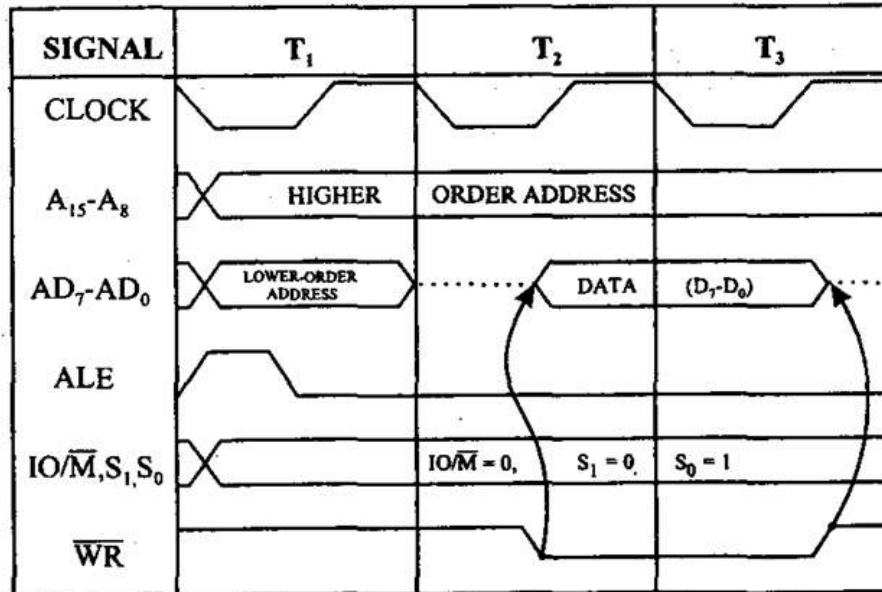 SIGNAL T₁ T₂ T₃
CLOCK
A₁₅-A₈ HIGHER ORDER ADDRESS
AD₇-AD₀ LOWER-ORDER ADDRESS DATA (D₇-D₀)
ALE
IO/M̅,S₁,S₀ IO/M̅ = 0, S₁ = 0, S₀ = 1
W̅R̅